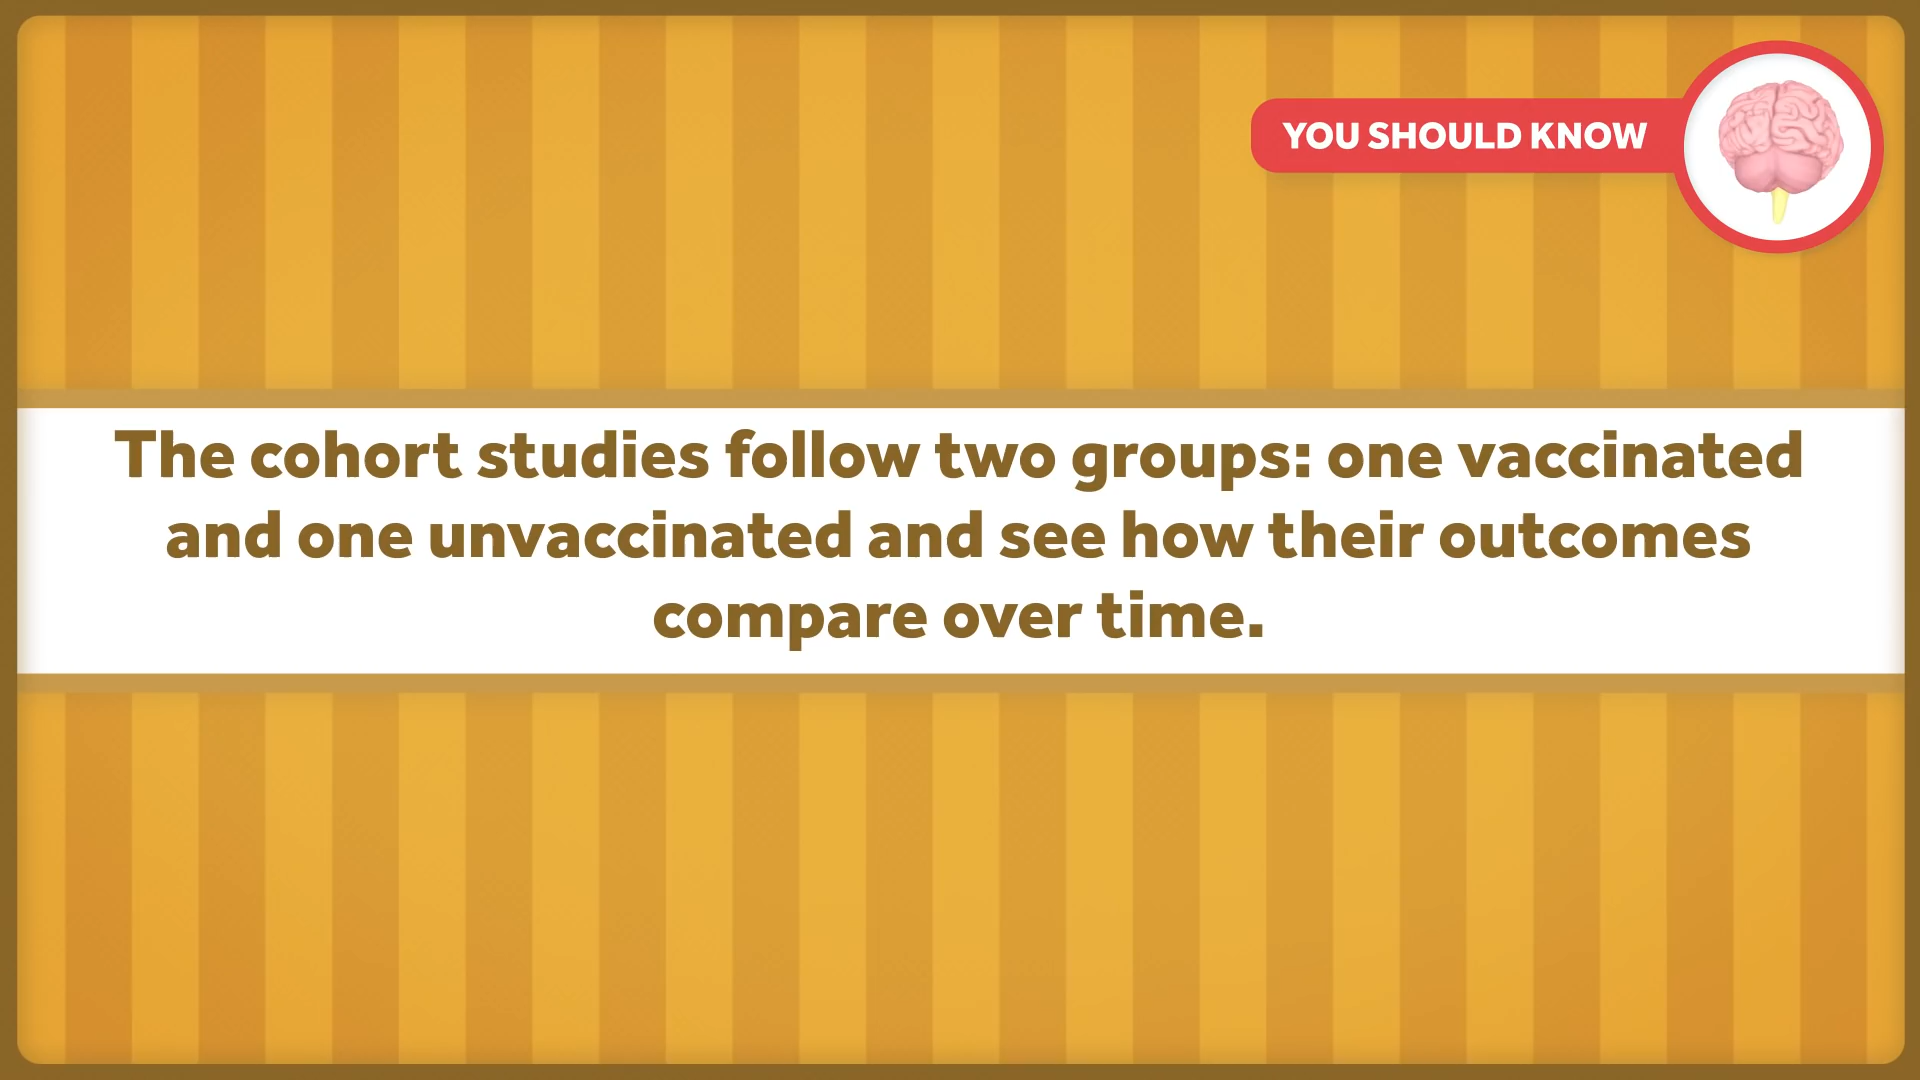 YOU SHOULD KNOW
The cohort studies follow two groups: one vaccinated
and one unvaccinated and see how their outcomes
compare over time.